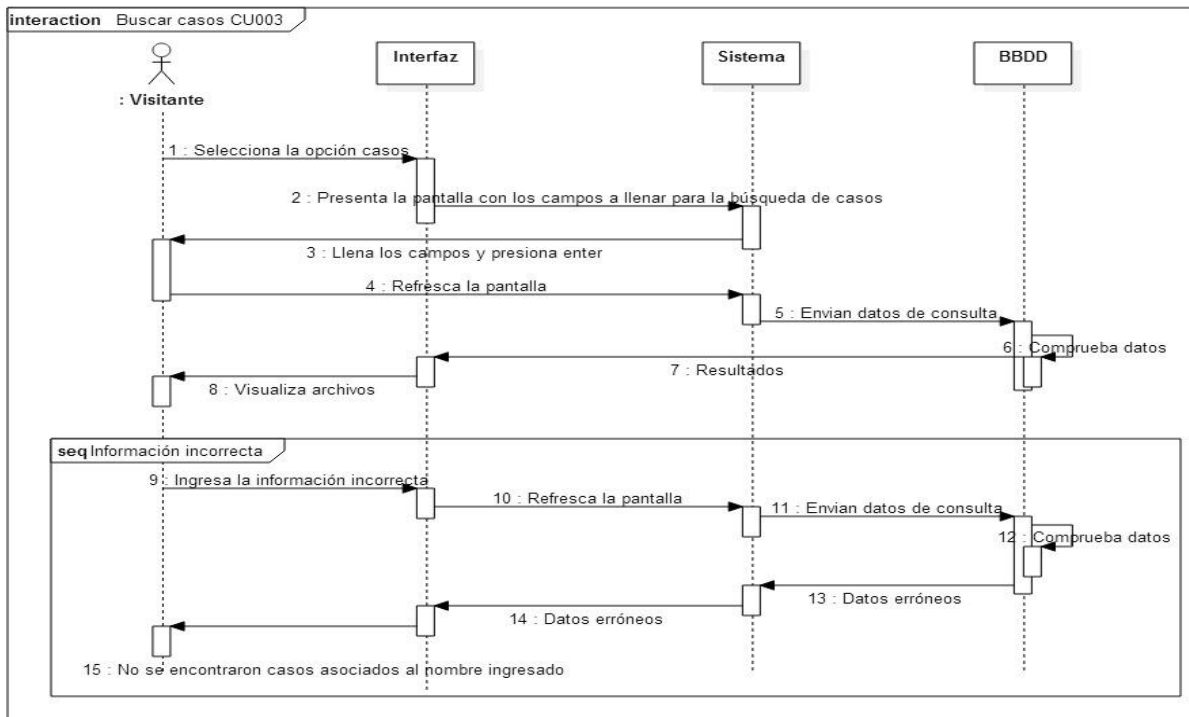 interaction Buscar casos CU003
Interfaz
Sistema
BBDD
: Visitante
1 : Selecciona la opción casos
2 : Presenta la pantalla con los campos a llenar para la búsqueda de casos
3 : Llena los campos y presiona enter
4 : Refresca la pantalla
5 : Envian datos de consulta
6 : Comprueba datos
7 : Resultados
8 : Visualiza archivos
seq Información incorrecta
9 : Ingresa la información incorrecta
10 : Refresca la pantalla
11 : Envian datos de consulta
12 : Comprueba datos
13 : Datos erróneos
14 : Datos erróneos
15 : No se encontraron casos asociados al nombre ingresado